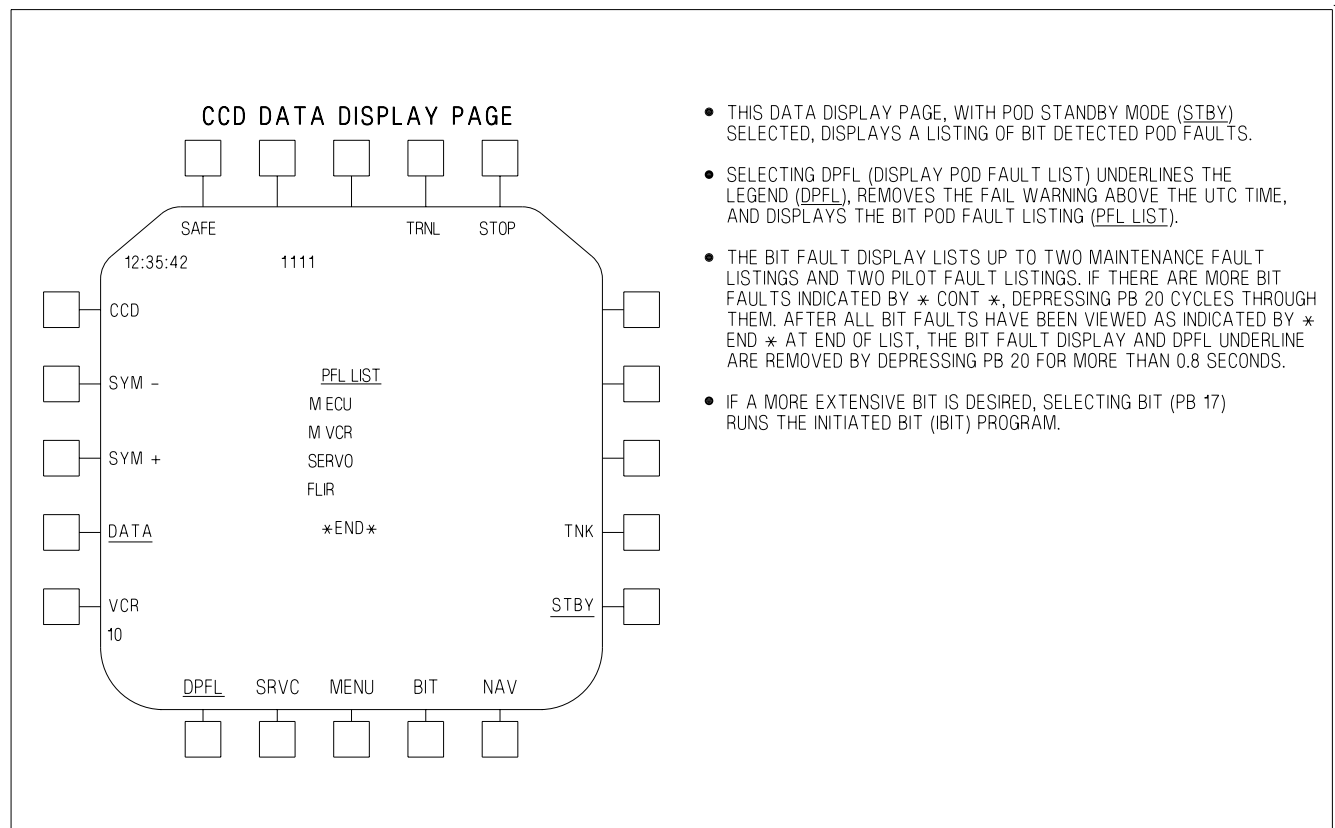 CCD DATA DISPLAY PAGE
SAFE
TRNL
STOP
12:35:42
1111
CCD
SYM –
PFL LIST
M ECU
M VCR
SYM +
SERVO
FLIR
DATA
*END*
TNK
VCR
10
STBY
DPFL
SRVC
MENU
BIT
NAV
• THIS DATA DISPLAY PAGE, WITH POD STANDBY MODE (STBY)
SELECTED, DISPLAYS A LISTING OF BIT DETECTED POD FAULTS.
• SELECTING DPFL (DISPLAY POD FAULT LIST) UNDERLINES THE
LEGEND (DPFL), REMOVES THE FAIL WARNING ABOVE THE UTC TIME,
AND DISPLAYS THE BIT POD FAULT LISTING (PFL LIST).
• THE BIT FAULT DISPLAY LISTS UP TO TWO MAINTENANCE FAULT
LISTINGS AND TWO PILOT FAULT LISTINGS. IF THERE ARE MORE BIT
FAULTS INDICATED BY * CONT *, DEPRESSING PB 20 CYCLES THROUGH
THEM. AFTER ALL BIT FAULTS HAVE BEEN VIEWED AS INDICATED BY *
END * AT END OF LIST, THE BIT FAULT DISPLAY AND DPFL UNDERLINE
ARE REMOVED BY DEPRESSING PB 20 FOR MORE THAN 0.8 SECONDS.
• IF A MORE EXTENSIVE BIT IS DESIRED, SELECTING BIT (PB 17)
RUNS THE INITIATED BIT (IBIT) PROGRAM.